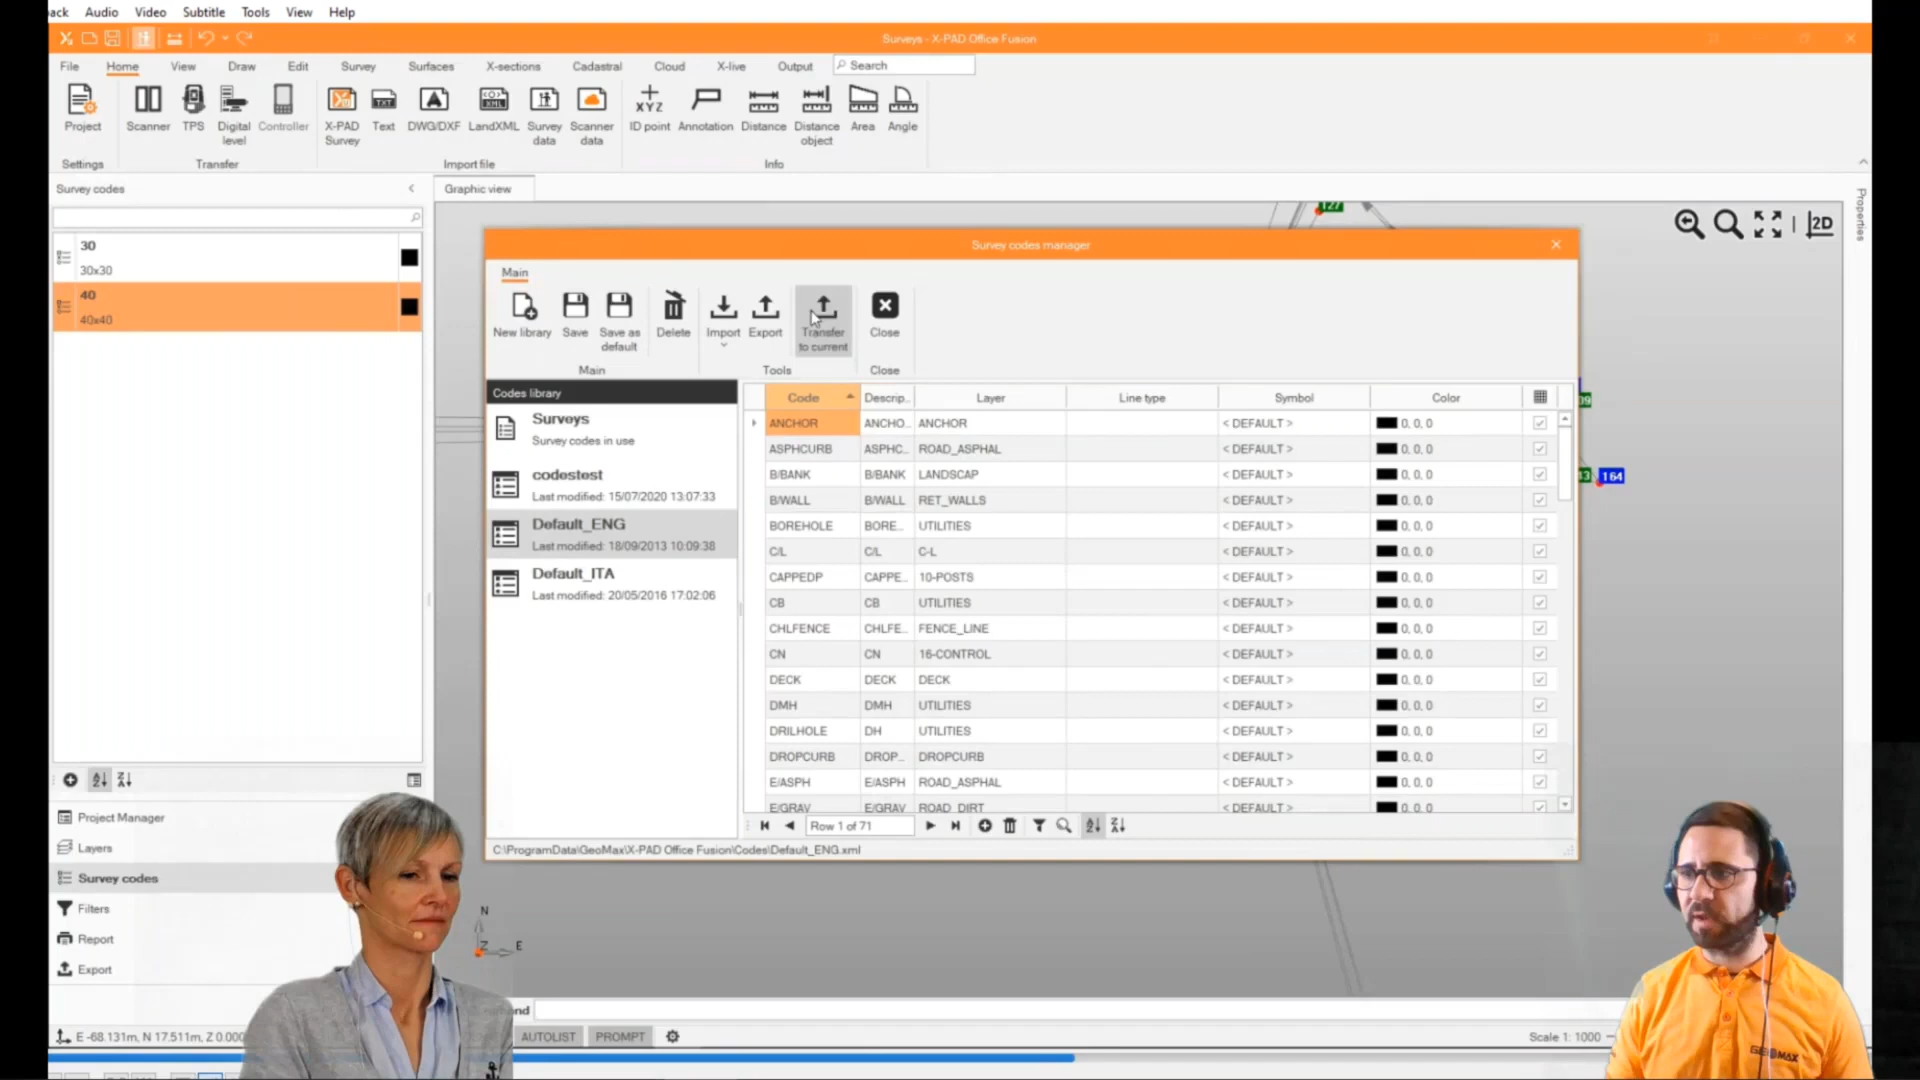 ack Audio Video Subtitle Tools View Help
Surveys - X-PAD Office Fusion
File Home View Draw Edit Survey Surfaces X-sections Cadastral Cloud X-live Output Search
Project Scanner TPS Digital level Controller X-PAD Survey Text DWG/DXF LandXML Survey data Scanner data ID point Annotation Distance Distance object Area Angle
Settings Transfer Import file Info
Survey codes Graphic view
Properties
30
30x30
40
40x40
127
2D
Survey codes manager
Main
New library Save Save as default Delete Import Export Transfer to current Close
Main Tools Close
Codes library
Surveys
Survey codes in use
codestest
Last modified: 15/07/2020 13:07:33
Default_ENG
Last modified: 18/09/2013 10:09:38
Default_ITA
Last modified: 20/05/2016 17:02:06
Code Descrip.. Layer Line type Symbol Color
ANCHOR ANCHO.. ANCHOR < DEFAULT > 0, 0, 0
ASPHCURB ASPHC.. ROAD_ASPHAL < DEFAULT > 0, 0, 0
B/BANK B/BANK LANDSCAP < DEFAULT > 0, 0, 0
B/WALL B/WALL RET_WALLS < DEFAULT > 0, 0, 0
BOREHOLE BORE... UTILITIES < DEFAULT > 0, 0, 0
C/L C/L C-L < DEFAULT > 0, 0, 0
CAPPEDP CAPPE.. 10-POSTS < DEFAULT > 0, 0, 0
CB CB UTILITIES < DEFAULT > 0, 0, 0
CHLFENCE CHLFE.. FENCE_LINE < DEFAULT > 0, 0, 0
CN CN 16-CONTROL < DEFAULT > 0, 0, 0
DECK DECK DECK < DEFAULT > 0, 0, 0
DMH DMH UTILITIES < DEFAULT > 0, 0, 0
DRILHOLE DH UTILITIES < DEFAULT > 0, 0, 0
DROPCURB DROP... DROPCURB < DEFAULT > 0, 0, 0
E/ASPH E/ASPH ROAD_ASPHAL < DEFAULT > 0, 0, 0
E/GRAV E/GRAV ROAD_DIRT < DEFAULT > 0, 0, 0
Row 1 of 71
C:\ProgramData\GeoMax\X-PAD Office Fusion\Codes\Default_ENG.xml
164
Project Manager
Layers
Survey codes
Filters
Report
Export
N
Z E
nd
E -68.131m, N 17.511m, Z 0.000 AUTOLIST PROMPT Scale 1: 1000
GEOMAX